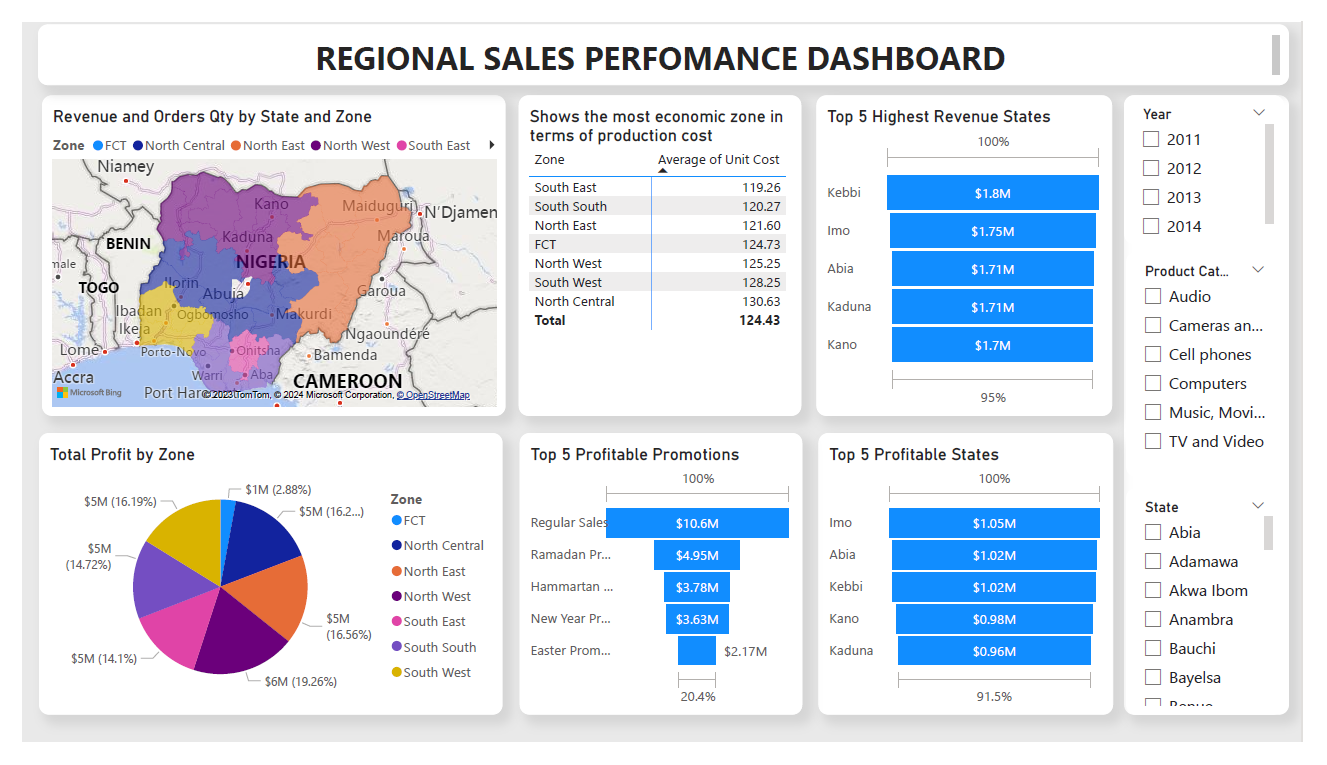 REGIONAL SALES PERFOMANCE DASHBOARD
Revenue and Orders Qty by State and Zone
Zone FCT North Central North East North West South East
Niamey
Kano
Maiduguri
N'Djamen
Kaduna
Maroua
BENIN
NIGERIA
male
TOGO
Ilorin
Abuja
Garoua
Ibadan
Ogbomosho
Makurdi
Ikeja
Ngaoundéré
Lome
Porto-Novo
Onitsha
Bamenda
Accra
Warri
Aba
CAMEROON
Microsoft Bing
Port Har
© 2023 TomTom, © 2024 Microsoft Corporation, © OpenStreetMap
Shows the most economic zone in
terms of production cost
Zone Average of Unit Cost
South East 119.26
South South 120.27
North East 121.60
FCT 124.73
North West 125.25
South West 128.25
North Central 130.63
Total 124.43
Top 5 Highest Revenue States
100%
Kebbi $1.8M
Imo $1.75M
Abia $1.71M
Kaduna $1.71M
Kano $1.7M
95%
Year
2011
2012
2013
2014
Product Cat...
Audio
Cameras an...
Cell phones
Computers
Music, Movi...
TV and Video
State
Abia
Adamawa
Akwa Ibom
Anambra
Bauchi
Bayelsa
Benue
Total Profit by Zone
$1M (2.88%)
$5M (16.2...)
$5M
(16.56%)
$6M (19.26%)
$5M (14.1%)
$5M
(14.72%)
$5M (16.19%)
Zone
FCT
North Central
North East
North West
South East
South South
South West
Top 5 Profitable Promotions
100%
Regular Sales $10.6M
Ramadan Pr... $4.95M
Hammartan ... $3.78M
New Year Pr... $3.63M
Easter Prom... $2.17M
20.4%
Top 5 Profitable States
100%
Imo $1.05M
Abia $1.02M
Kebbi $1.02M
Kano $0.98M
Kaduna $0.96M
91.5%